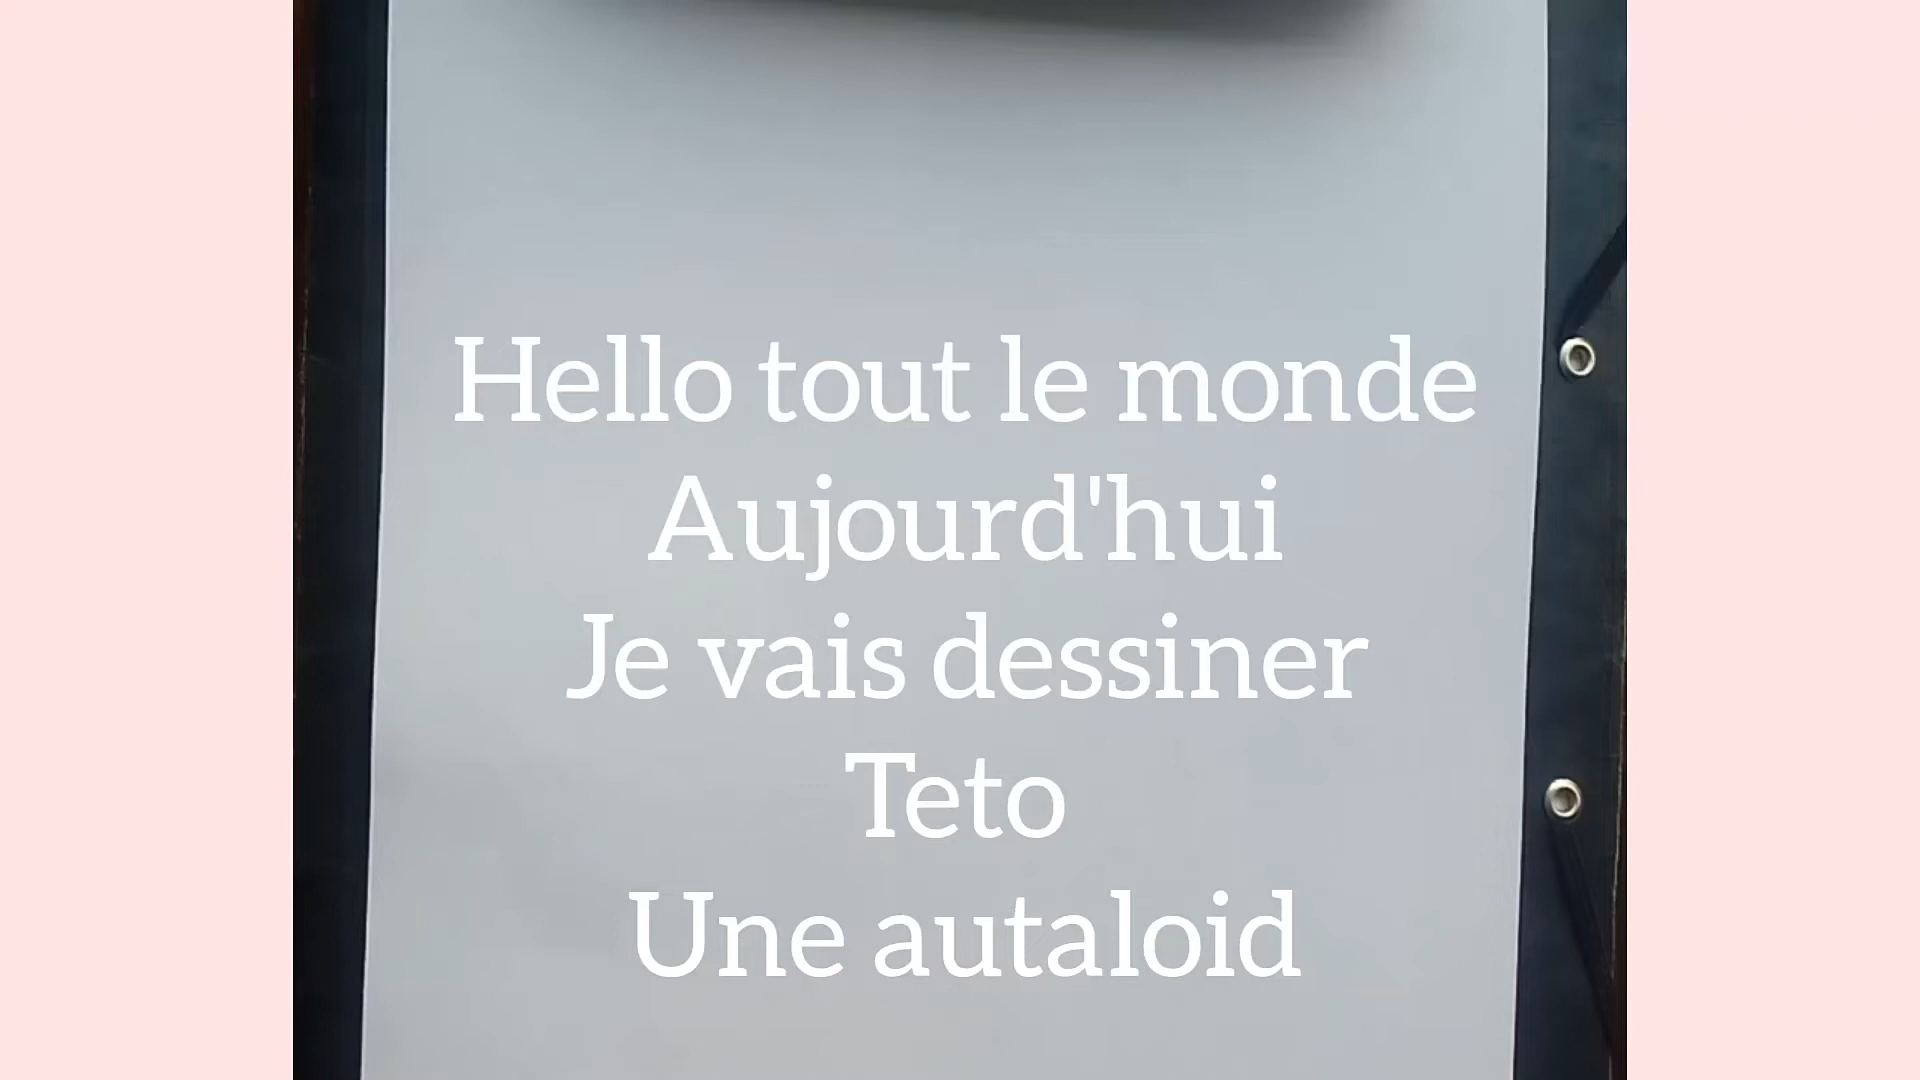 Hello tout le monde
Aujourd'hui
Je vais dessiner
Teto
Une autaloid